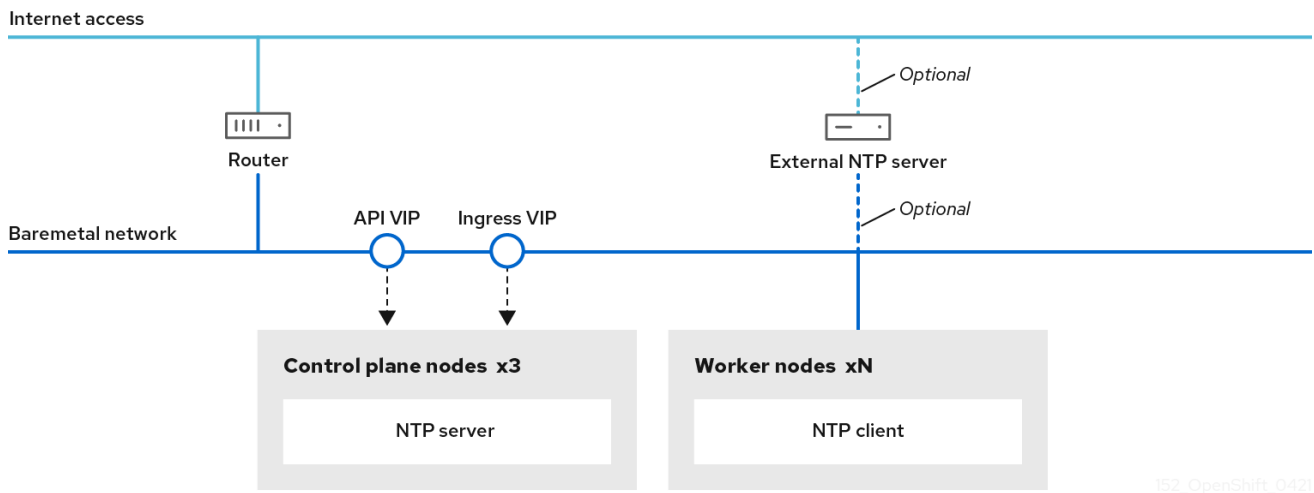 Internet access
Optional
Router
External NTP server
Optional
API VIP
Ingress VIP
Baremetal network
Control plane nodes x3
Worker nodes xN
NTP server
NTP client
152_OpenShift_0421